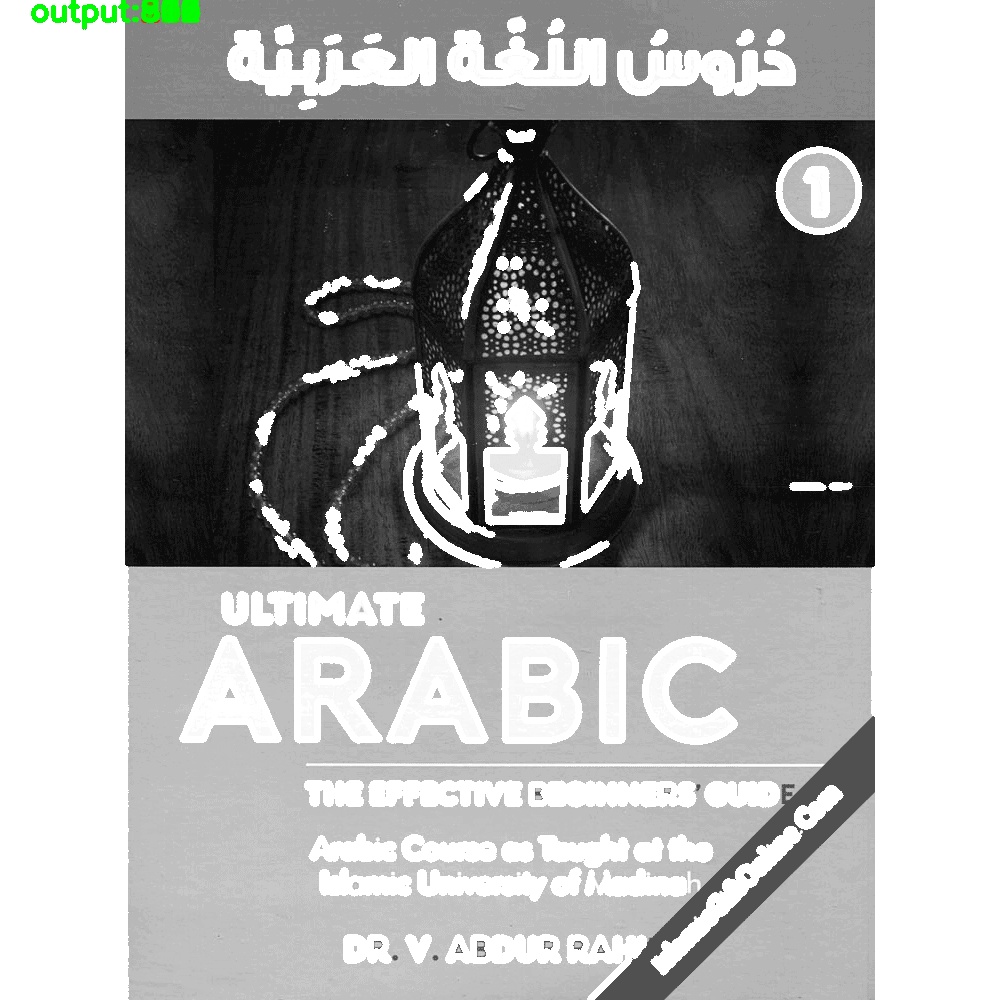 output:
دُرُوسُ اللُّغَة العَرَبِيَّة
1
ULTIMATE
ARABIC
THE EFFECTIVE BEGINNERS' GUIDE
Arabic Course as Taught at the
Islamic University of Madinah
DR. V. ABDUR